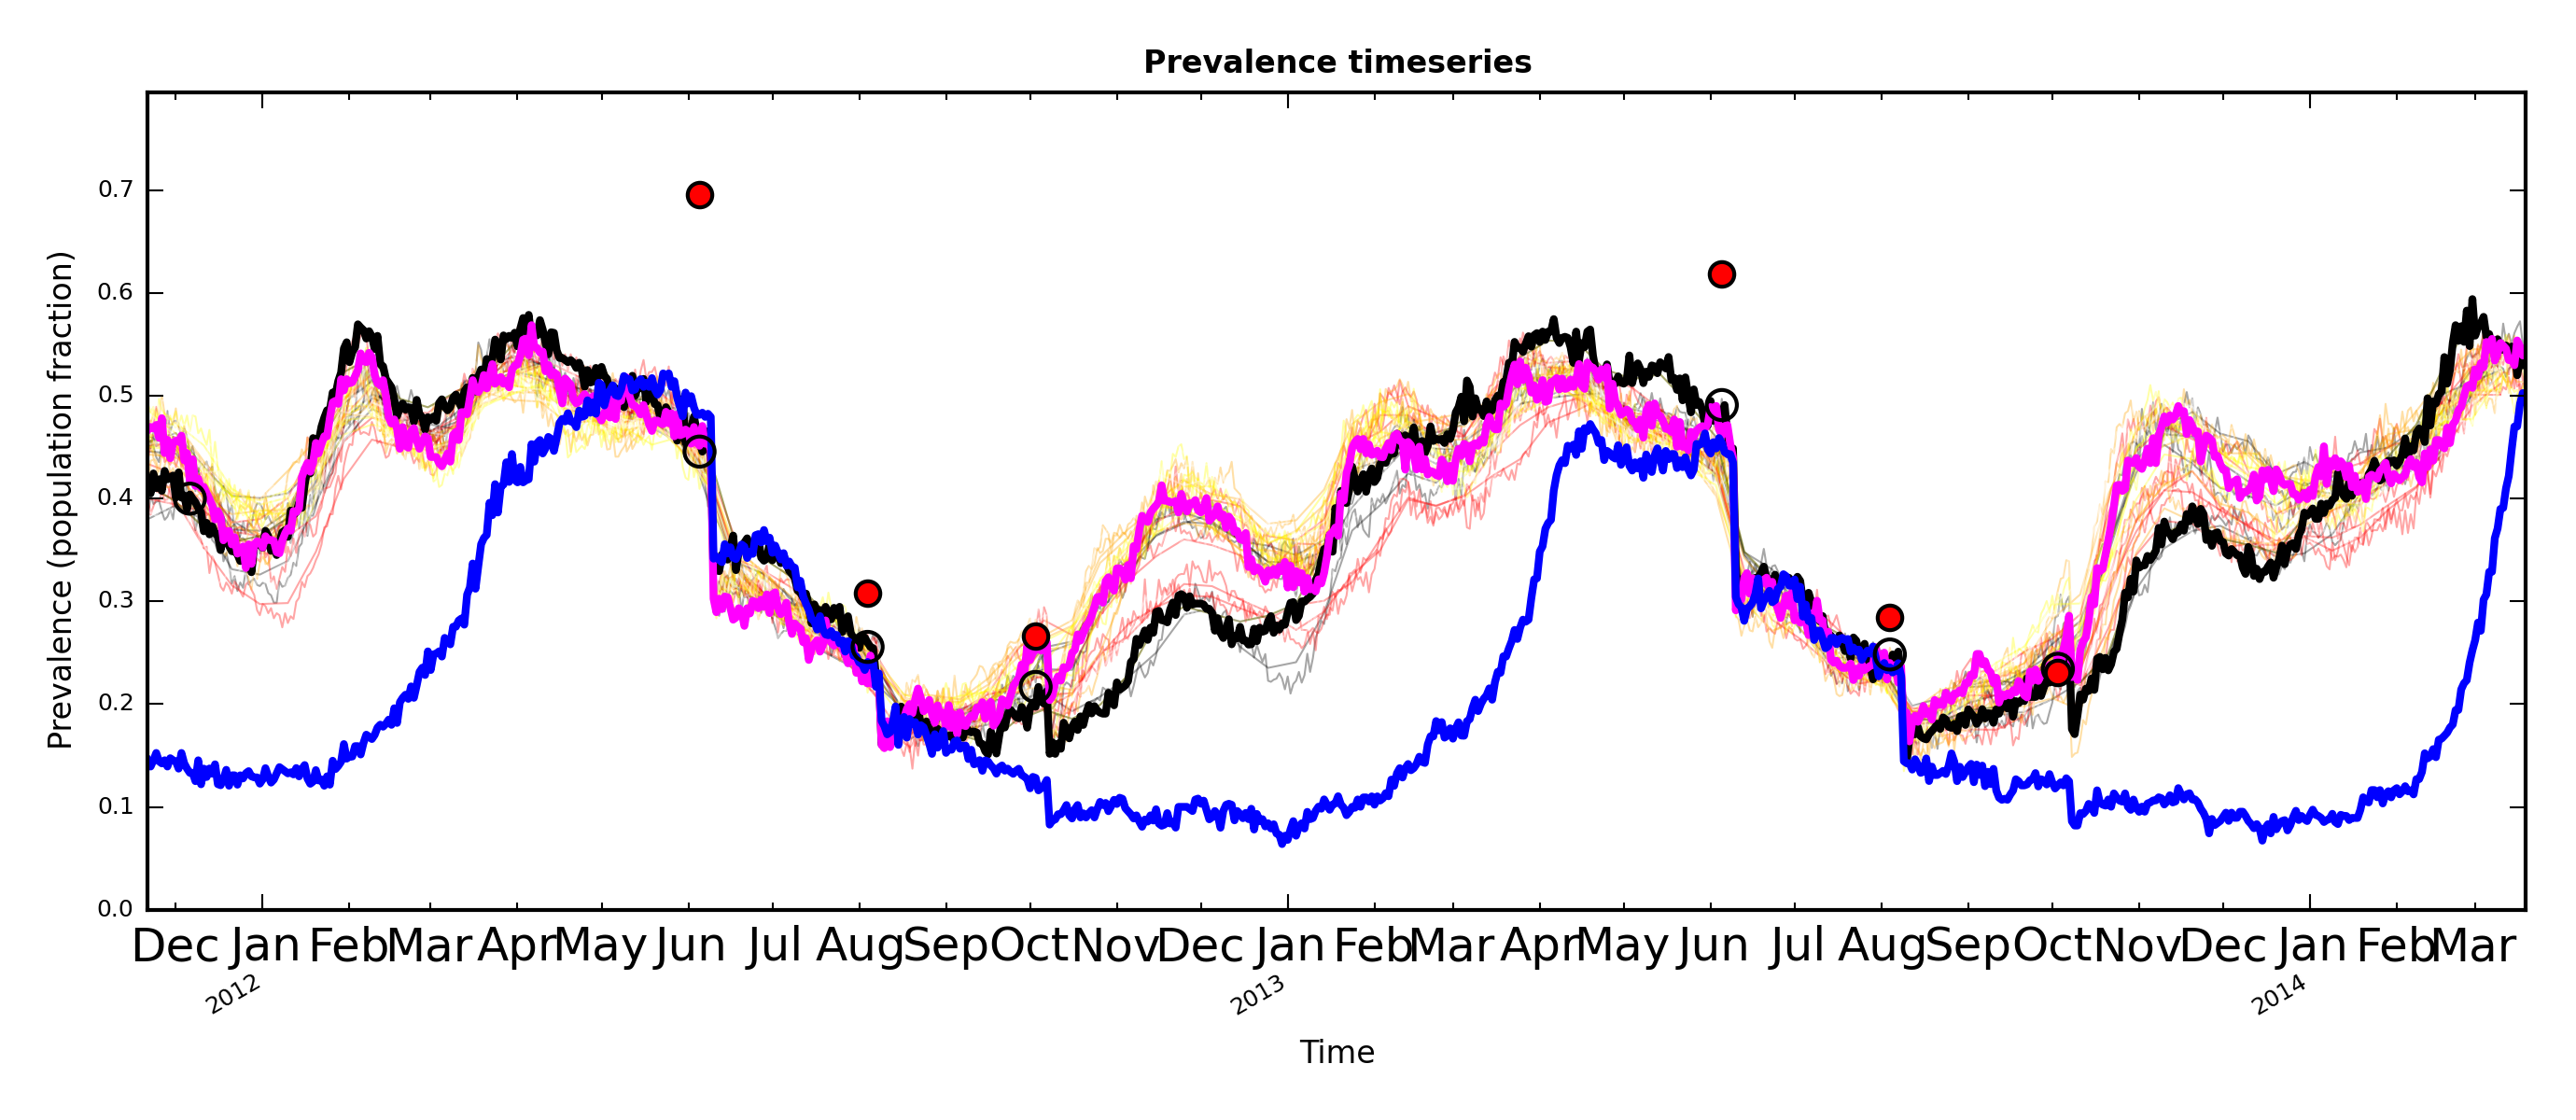 Prevalence timeseries
Prevalence (population fraction)
0.7
0.6
0.5
0.4
0.3
0.2
0.1
0.0
Dec Jan Feb Mar Apr May Jun Jul Aug Sep Oct Nov Dec Jan Feb Mar Apr May Jun Jul Aug Sep Oct Nov Dec Jan Feb Mar
2012 2013 2014
Time